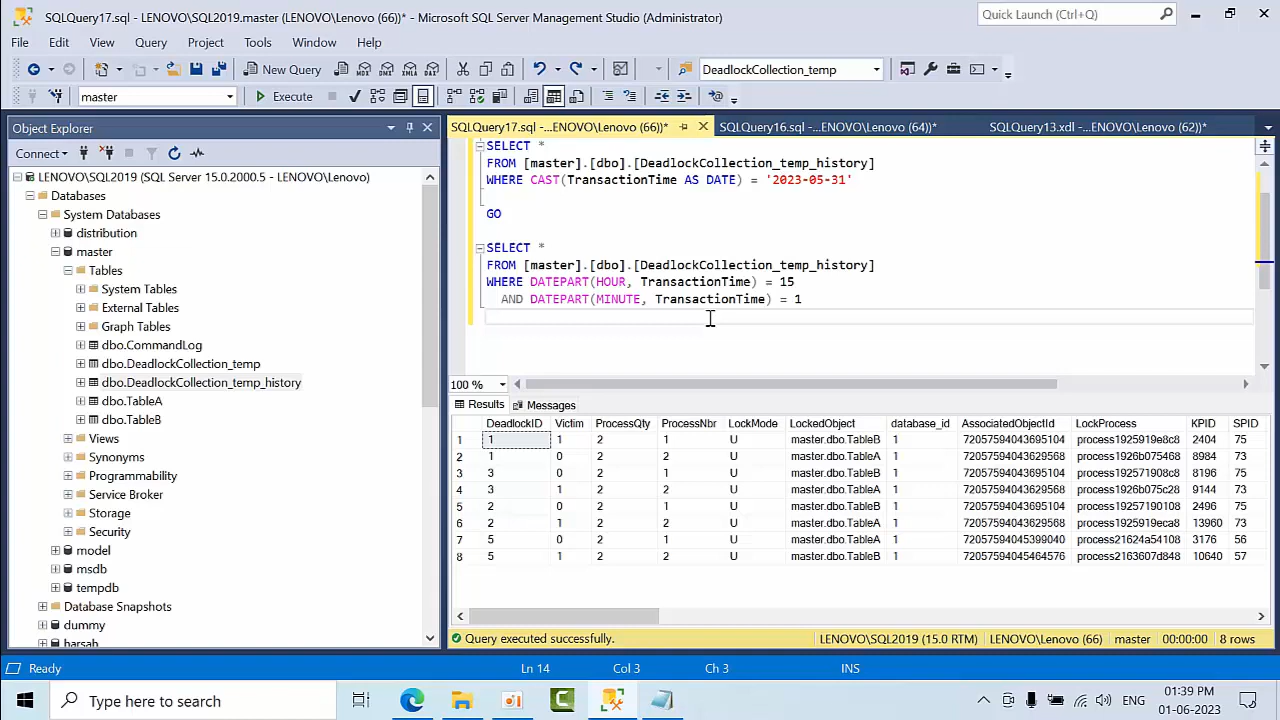 SQLQuery17.sql - LENOVO\SQL2019.master (LENOVO\Lenovo (66))* - Microsoft SQL Server Management Studio (Administrator)
Quick Launch (Ctrl+Q)
File Edit View Query Project Tools Window Help
New Query MDX DMX XMLA DAX DeadlockCollection_temp
master Execute
Object Explorer
Connect
LENOVO\SQL2019 (SQL Server 15.0.2000.5 - LENOVO\Lenovo)
Databases
System Databases
distribution
master
Tables
System Tables
External Tables
Graph Tables
dbo.CommandLog
dbo.DeadlockCollection_temp
dbo.DeadlockCollection_temp_history
dbo.TableA
dbo.TableB
Views
Synonyms
Programmability
Service Broker
Storage
Security
model
msdb
tempdb
Database Snapshots
dummy
barsah
SQLQuery17.sql -...ENOVO\Lenovo (66))* SQLQuery16.sql -...ENOVO\Lenovo (64))* SQLQuery13.xdl -...ENOVO\Lenovo (62))*
SELECT *
FROM [master].[dbo].[DeadlockCollection_temp_history]
WHERE CAST(TransactionTime AS DATE) = '2023-05-31'
GO
SELECT *
FROM [master].[dbo].[DeadlockCollection_temp_history]
WHERE DATEPART(HOUR, TransactionTime) = 15
AND DATEPART(MINUTE, TransactionTime) = 1
100 %
Results Messages
DeadlockID Victim ProcessQty ProcessNbr LockMode LockedObject database_id AssociatedObjectId LockProcess KPID SPID
1 1 1 2 1 U master.dbo.TableB 1 72057594043695104 process1925919e8c8 2404 75
2 1 0 2 2 U master.dbo.TableA 1 72057594043629568 process1926b075468 8984 73
3 3 0 2 1 U master.dbo.TableB 1 72057594043695104 process192571908c8 8196 75
4 3 1 2 2 U master.dbo.TableA 1 72057594043629568 process1926b075c28 9144 73
5 2 0 2 1 U master.dbo.TableB 1 72057594043695104 process19257190108 2496 75
6 2 1 2 2 U master.dbo.TableA 1 72057594043629568 process1925919eca8 13960 73
7 5 0 2 1 U master.dbo.TableA 1 72057594045399040 process21624a54108 3176 56
8 5 1 2 2 U master.dbo.TableB 1 72057594045464576 process2163607d848 10640 57
Query executed successfully. LENOVO\SQL2019 (15.0 RTM) LENOVO\Lenovo (66) master 00:00:00 8 rows
Ready Ln 14 Col 3 Ch 3 INS
Type here to search
ENG
01:39 PM
01-06-2023